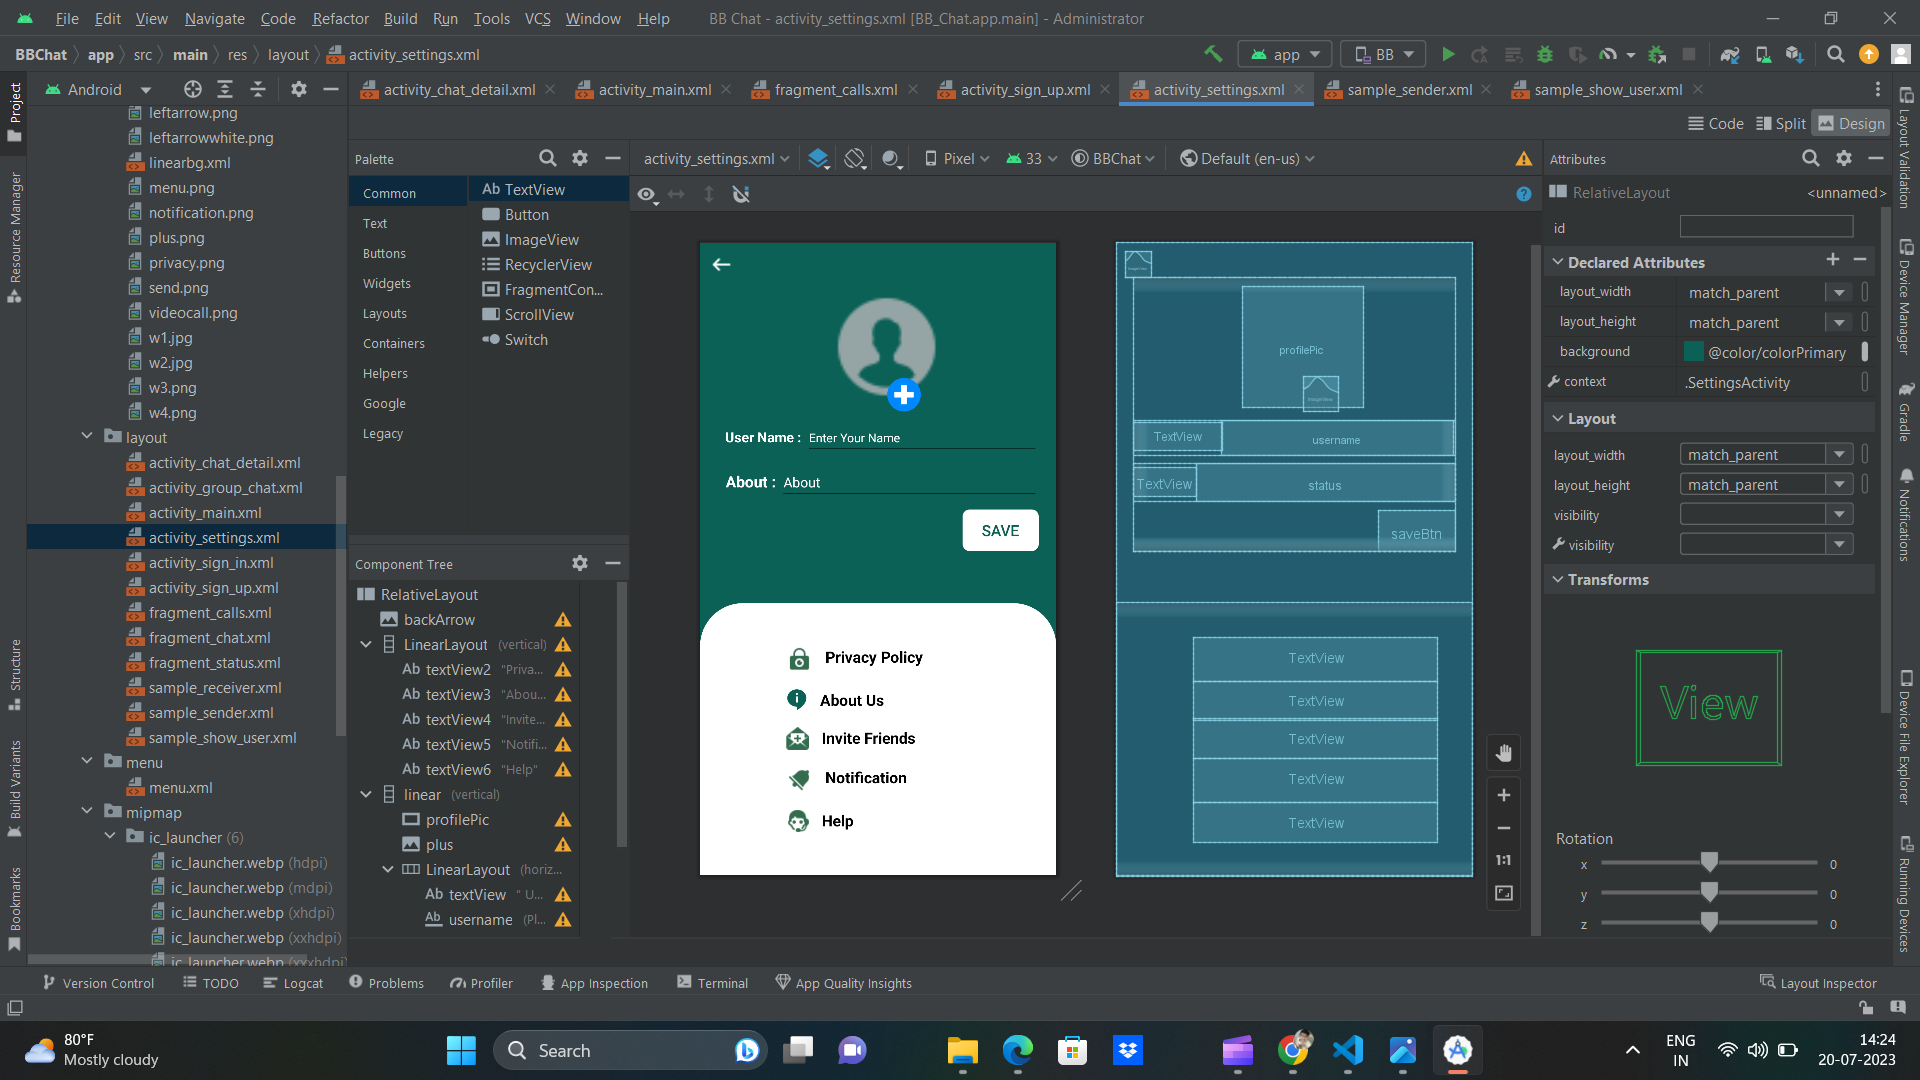 File Edit View Navigate Code Refactor Build Run Tools VCS Window Help BB Chat - activity_settings.xml [BB_Chat.app.main] - Administrator
BBChat app src main res layout activity_settings.xml app BB
Android activity_chat_detail.xml activity_main.xml fragment_calls.xml activity_sign_up.xml activity_settings.xml sample_sender.xml sample_show_user.xml
Code Split Design
Project
Resource Manager
Structure
Build Variants
Bookmarks
leftarrow.png
leftarrowwhite.png
linearbg.xml
menu.png
notification.png
plus.png
privacy.png
send.png
videocall.png
w1.jpg
w2.jpg
w3.png
w4.png
layout
activity_chat_detail.xml
activity_group_chat.xml
activity_main.xml
activity_settings.xml
activity_sign_in.xml
activity_sign_up.xml
fragment_calls.xml
fragment_chat.xml
fragment_status.xml
sample_receiver.xml
sample_sender.xml
sample_show_user.xml
menu
menu.xml
mipmap
ic_launcher (6)
ic_launcher.webp (hdpi)
ic_launcher.webp (mdpi)
ic_launcher.webp (xhdpi)
ic_launcher.webp (xxhdpi)
ic_launcher.webp (xxxhdpi)
Palette
Common
Text
Buttons
Widgets
Layouts
Containers
Helpers
Google
Legacy
Ab TextView
Button
ImageView
RecyclerView
FragmentCon...
ScrollView
Switch
Component Tree
RelativeLayout
backArrow
LinearLayout (vertical)
Ab textView2 "Priva...
Ab textView3 "Abou...
Ab textView4 "Invite...
Ab textView5 "Notifi...
Ab textView6 "Help"
linear (vertical)
profilePic
plus
LinearLayout (horiz...
Ab textView " U...
Ab username (Pl...
activity_settings.xml Pixel 33 BBChat Default (en-us)
User Name : Enter Your Name
About : About
SAVE
Privacy Policy
About Us
Invite Friends
Notification
Help
profilePic
TextView username
TextView status
saveBtn
TextView
TextView
TextView
TextView
TextView
1:1
Attributes
RelativeLayout <unnamed>
id
Declared Attributes
layout_width match_parent
layout_height match_parent
background @color/colorPrimary
context .SettingsActivity
Layout
layout_width match_parent
layout_height match_parent
visibility
visibility
Transforms
View
Rotation
x 0
y 0
z 0
Layout Validation
Device Manager
Gradle
Notifications
Device File Explorer
Running Devices
Version Control TODO Logcat Problems Profiler App Inspection Terminal App Quality Insights Layout Inspector
80°F
Mostly cloudy
Search
ENG
IN
14:24
20-07-2023